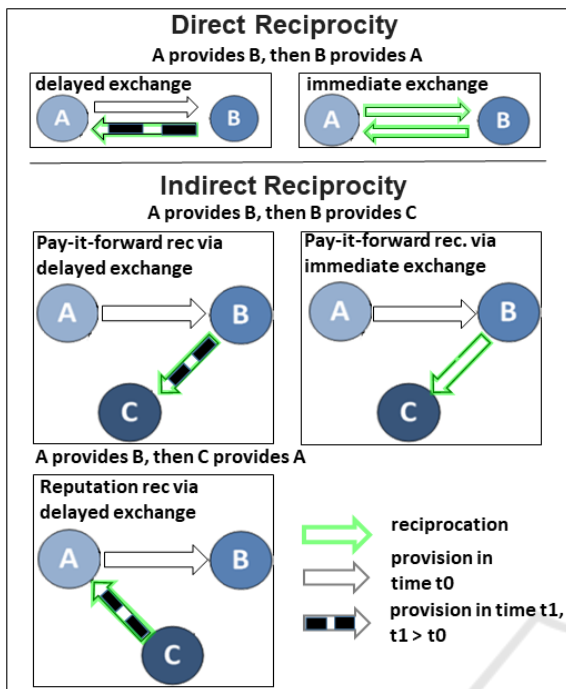 Direct Reciprocity
A provides B, then B provides A
delayed exchange
A
B
immediate exchange
A
B
Indirect Reciprocity
A provides B, then B provides C
Pay-it-forward rec via
delayed exchange
A
B
C
Pay-it-forward rec. via
immediate exchange
A
B
C
A provides B, then C provides A
Reputation rec via
delayed exchange
A
B
C
reciprocation
provision in
time t0
provision in time t1,
t1 > t0